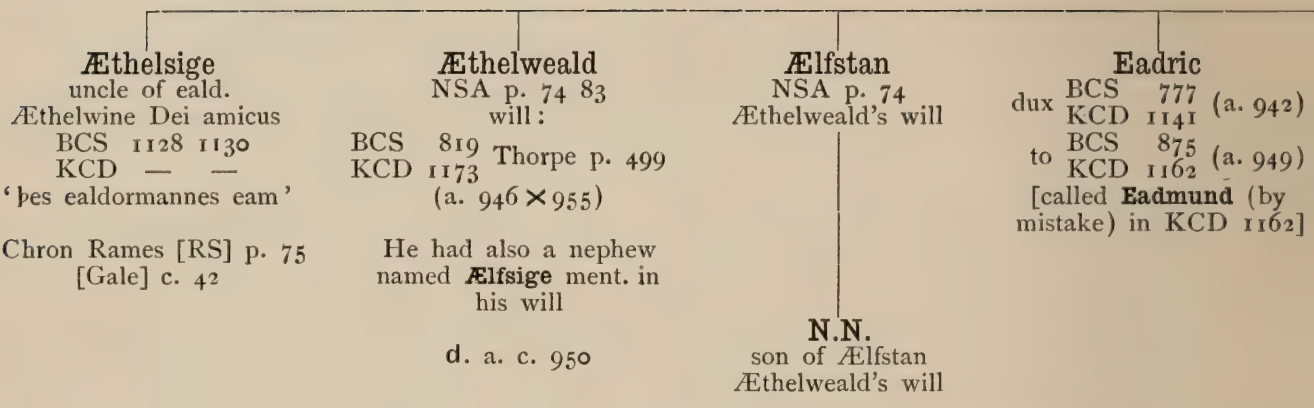 Æthelsige
uncle of eald.
Æthelwine Dei amicus
BCS 1128 1130
KCD — —
‘þes ealdormannes eam’
Chron Rames [RS] p. 75
[Gale] c. 42
Æthelweald
NSA p. 74 83
will :
BCS 819
KCD 1173 Thorpe p. 499
(a. 946 × 955)
He had also a nephew
named Ælfsige ment. in
his will
d. a. c. 950
Ælfstan
NSA p. 74
Æthelweald's will
N.N.
son of Ælfstan
Æthelweald's will
Eadric
dux BCS 777 (a. 942)
KCD 1141
to BCS 875 (a. 949)
KCD 1162
[called Eadmund (by
mistake) in KCD 1162]